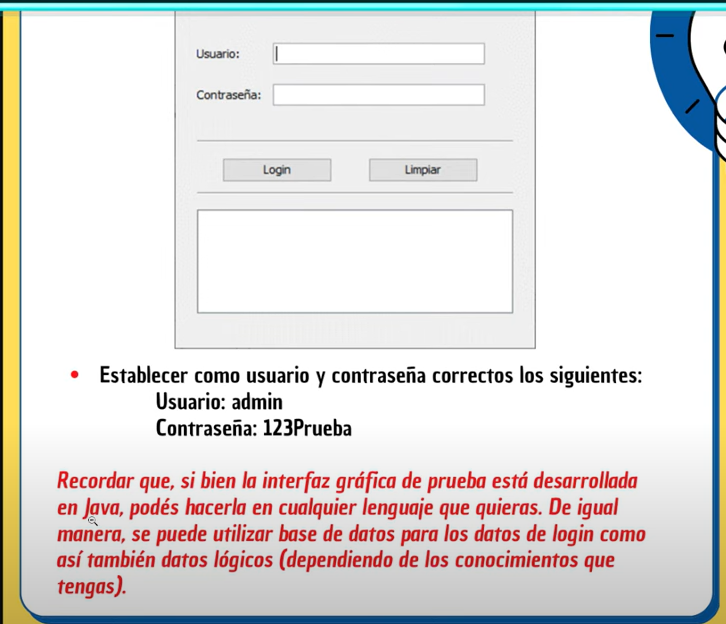 Usuario:
Contraseña:
Login
Limpiar
• Establecer como usuario y contraseña correctos los siguientes:
Usuario: admin
Contraseña: 123Prueba
Recordar que, si bien la interfaz gráfica de prueba está desarrollada
en Java, podés hacerla en cualquier lenguaje que quieras. De igual
manera, se puede utilizar base de datos para los datos de login como
así también datos lógicos (dependiendo de los conocimientos que
tengas).